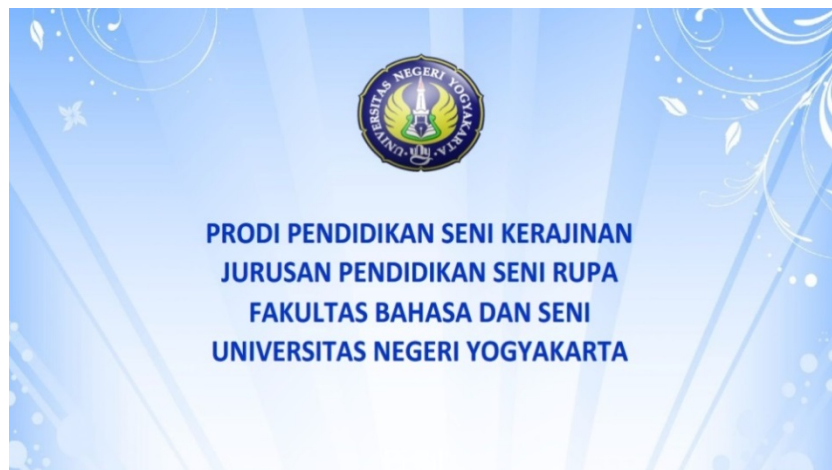 UNIVERSITAS NEGERI YOGYAKARTA
PRODI PENDIDIKAN SENI KERAJINAN
JURUSAN PENDIDIKAN SENI RUPA
FAKULTAS BAHASA DAN SENI
UNIVERSITAS NEGERI YOGYAKARTA